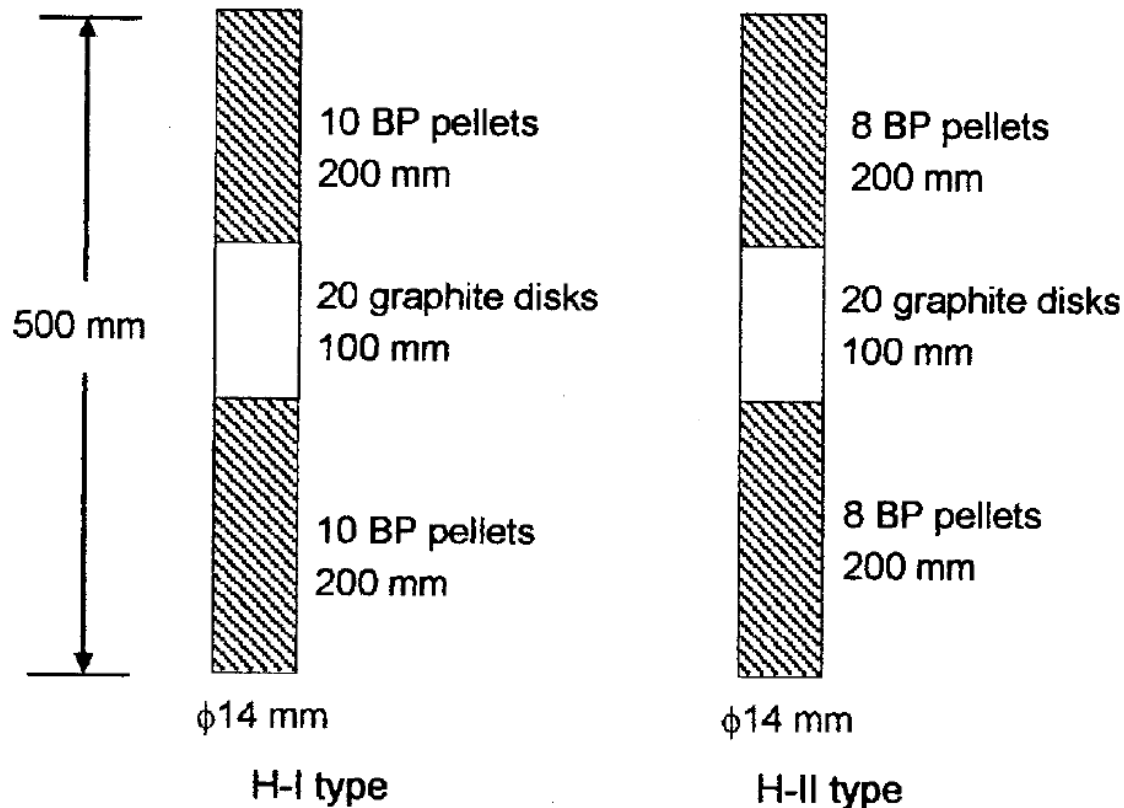 500 mm
10 BP pellets
200 mm
20 graphite disks
100 mm
10 BP pellets
200 mm
ϕ14 mm
H-I type
8 BP pellets
200 mm
20 graphite disks
100 mm
8 BP pellets
200 mm
ϕ14 mm
H-II type